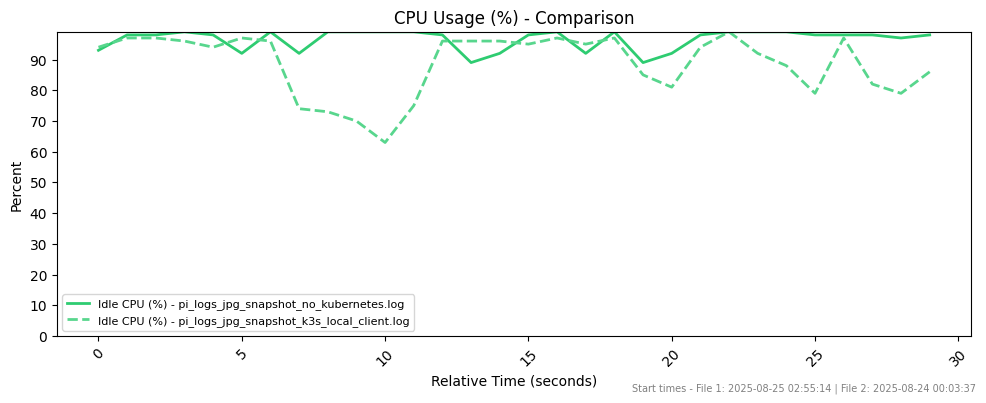 CPU Usage (%) - Comparison
Percent
90
80
70
60
50
40
30
20
10
0
Idle CPU (%) - pi_logs_jpg_snapshot_no_kubernetes.log
Idle CPU (%) - pi_logs_jpg_snapshot_k3s_local_client.log
0
5
10
15
20
25
30
Relative Time (seconds)
Start times - File 1: 2025-08-25 02:55:14 | File 2: 2025-08-24 00:03:37